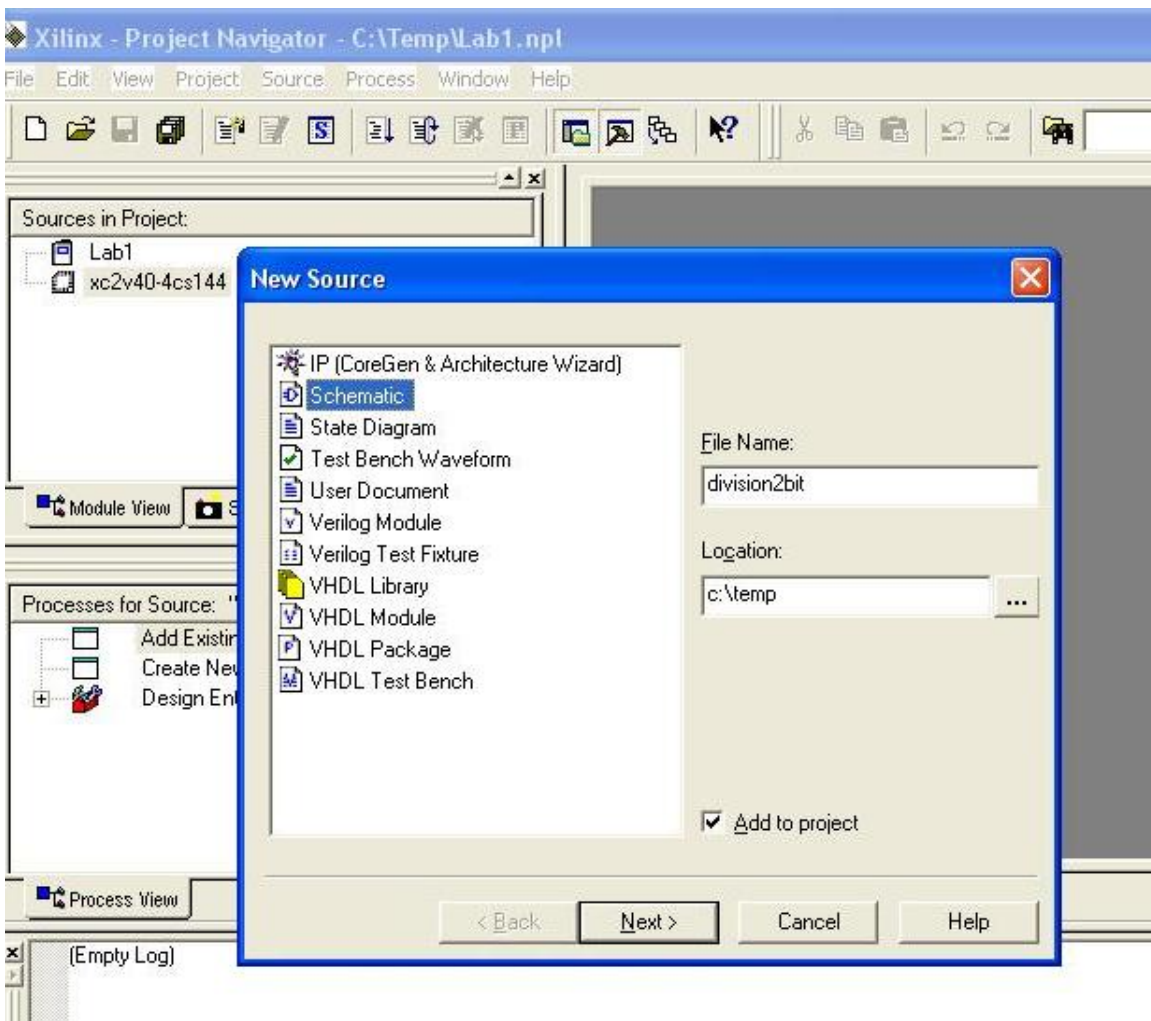 Xilinx - Project Navigator - C:\Temp\Lab1.npl
File Edit View Project Source Process Window Help
Sources in Project:
Lab1
xc2v40-4cs144
New Source
IP (CoreGen & Architecture Wizard)
Schematic
State Diagram
Test Bench Waveform
User Document
Verilog Module
Verilog Test Fixture
VHDL Library
VHDL Module
VHDL Package
VHDL Test Bench
File Name:
division2bit
Location:
c:\temp
...
Add to project
< Back Next > Cancel Help
Module View
Processes for Source: "
Add Existin
Create New
Design Ent
Process View
(Empty Log)